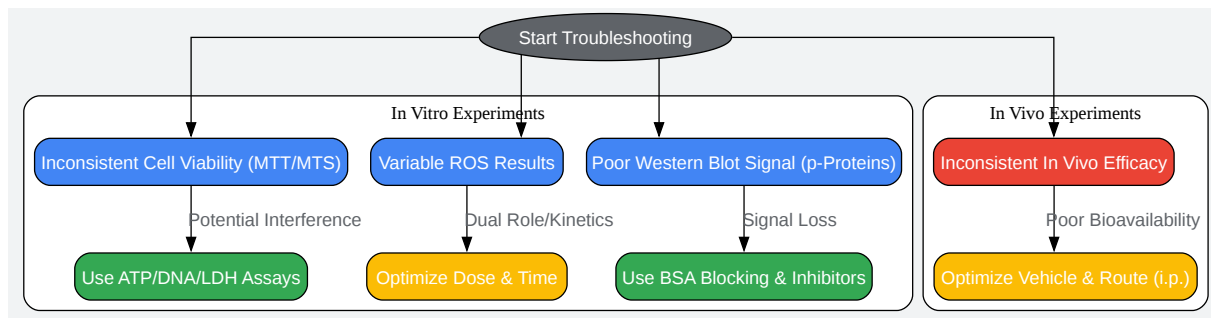 Start Troubleshooting
In Vitro Experiments
In Vivo Experiments
Inconsistent Cell Viability (MTT/MTS)
Variable ROS Results
Poor Western Blot Signal (p-Proteins)
Inconsistent In Vivo Efficacy
Potential Interference
Dual Role/Kinetics
Signal Loss
Poor Bioavailability
Use ATP/DNA/LDH Assays
Optimize Dose & Time
Use BSA Blocking & Inhibitors
Optimize Vehicle & Route (i.p.)